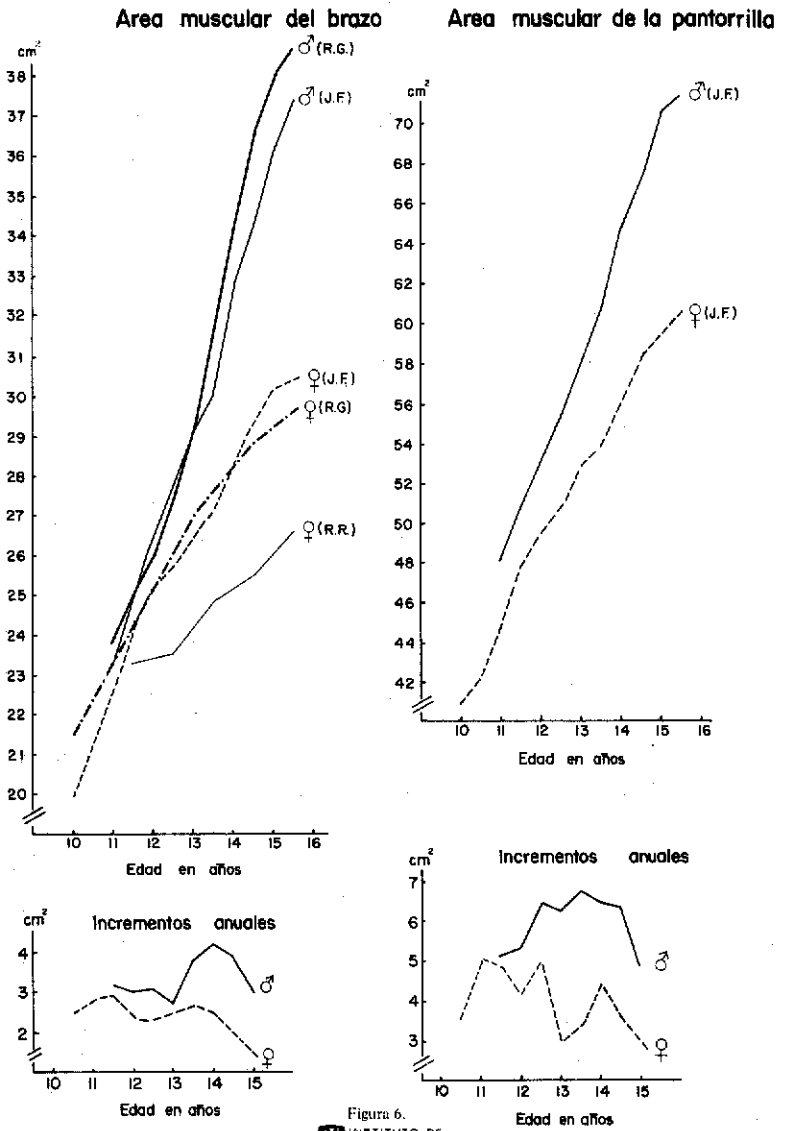 Area muscular del brazo
cm²
38
37
36
35
34
33
32
31
30
29
28
27
26
25
24
23
22
21
20
♂ (R.G.)
♂ (J.F.)
♀ (J.F.)
♀ (R.G)
♀ (R.R.)
10 11 12 13 14 15 16
Edad en años
Area muscular de la pantorrilla
cm²
70
68
66
64
62
60
58
56
54
52
50
48
46
44
42
♂ (J.F.)
♀ (J.F.)
10 11 12 13 14 15 16
Edad en años
cm²
Incrementos anuales
4
3
2
♂
♀
10 11 12 13 14 15
Edad en años
cm²
Incrementos anuales
7
6
5
4
3
♂
♀
10 11 12 13 14 15
Edad en años
Figura 6.